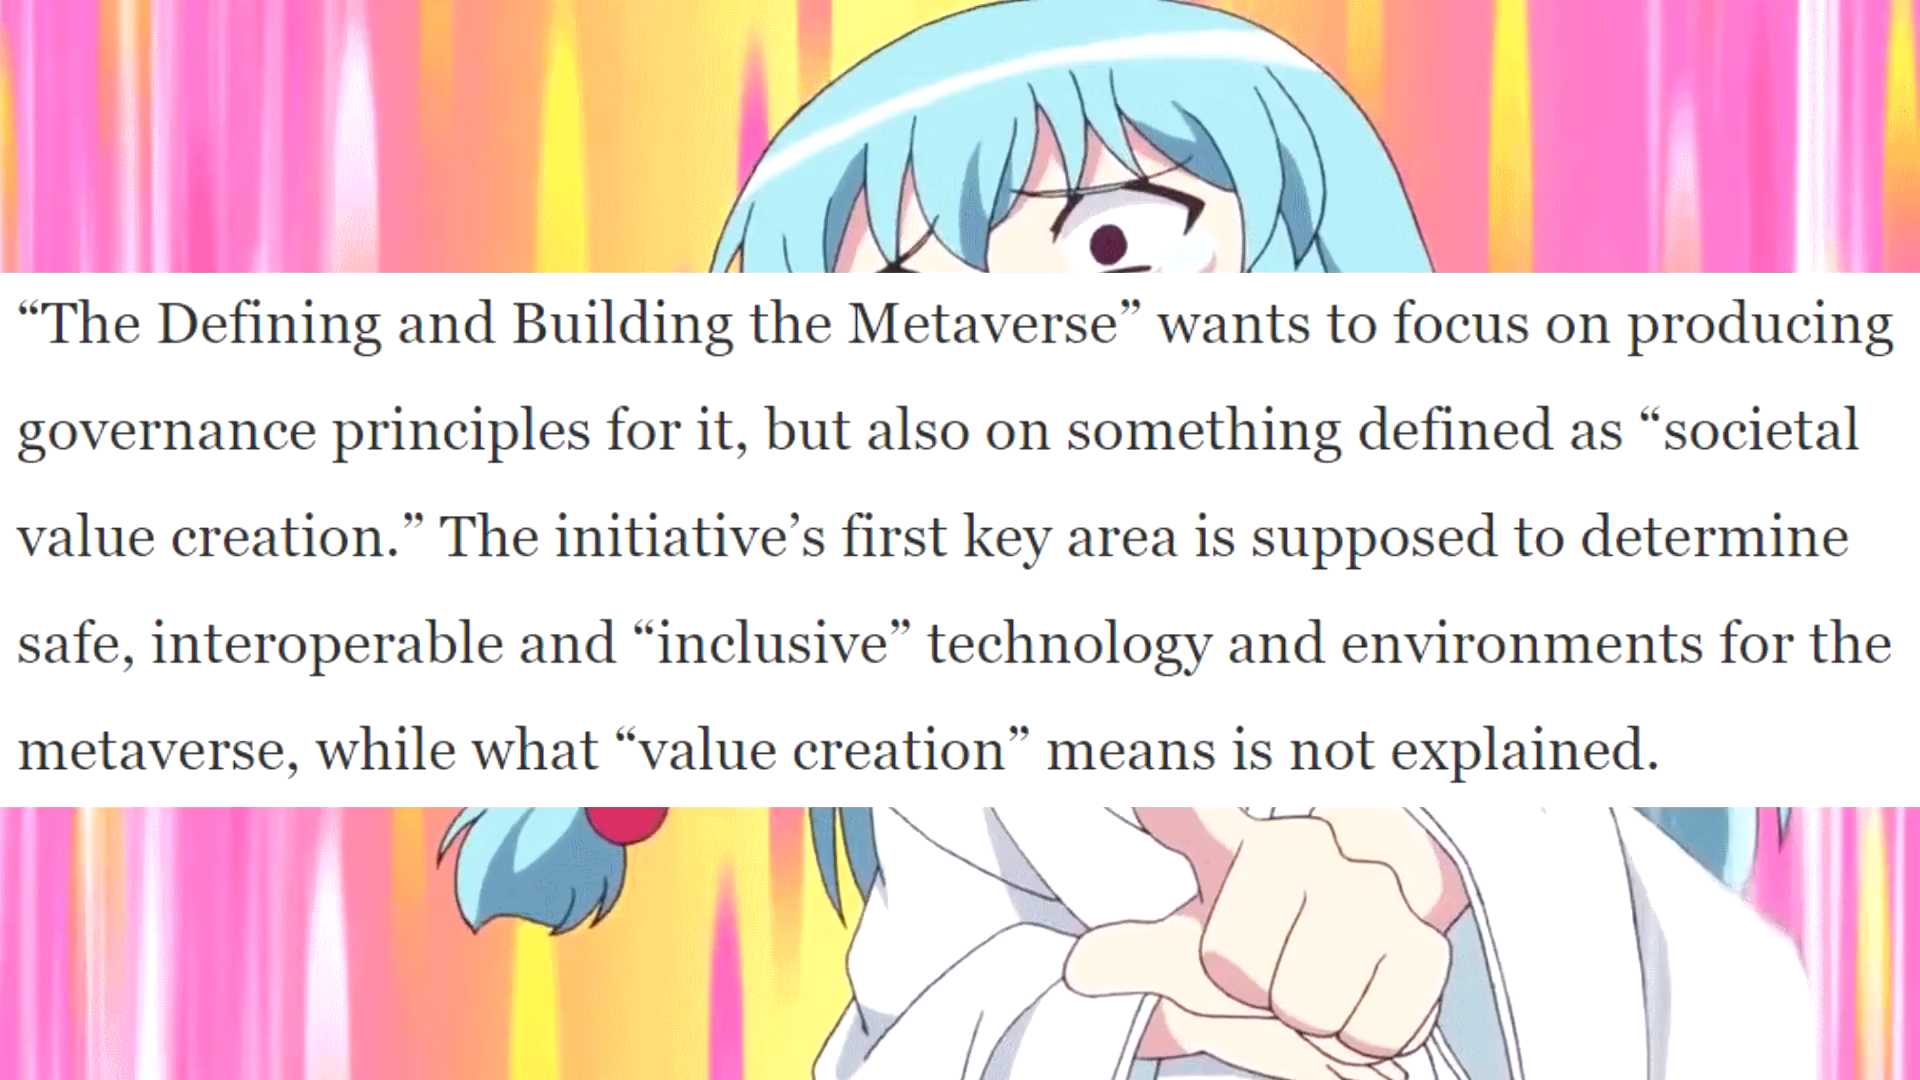 “The Defining and Building the Metaverse” wants to focus on producing
governance principles for it, but also on something defined as “societal
value creation.” The initiative’s first key area is supposed to determine
safe, interoperable and “inclusive” technology and environments for the
metaverse, while what “value creation” means is not explained.